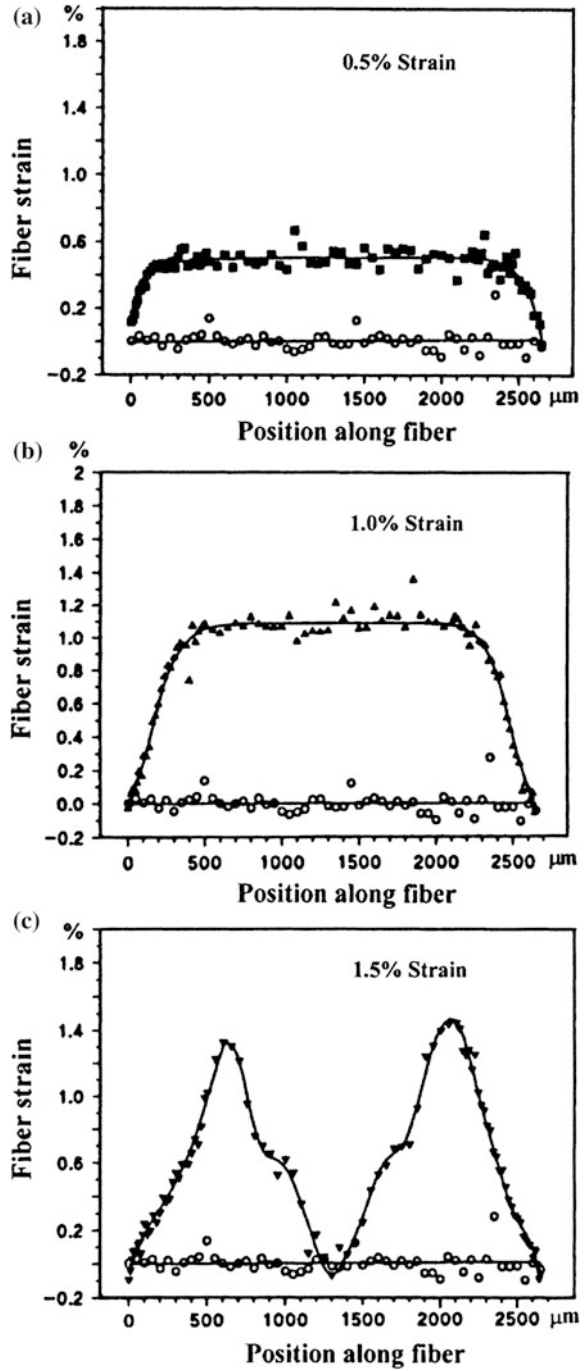 (a)
%
1.8
1.4
1.0
0.6
0.2
-0.2
0.5% Strain
Fiber strain
0 500 1000 1500 2000 2500 μm
Position along fiber
(b)
%
2
1.8
1.6
1.4
1.2
1.0
0.8
0.6
0.4
0.2
0.0
-0.2
1.0% Strain
Fiber strain
0 500 1000 1500 2000 2500 μm
Position along fiber
(c)
%
1.8
1.4
1.0
0.6
0.2
-0.2
1.5% Strain
Fiber strain
0 500 1000 1500 2000 2500 μm
Position along fiber